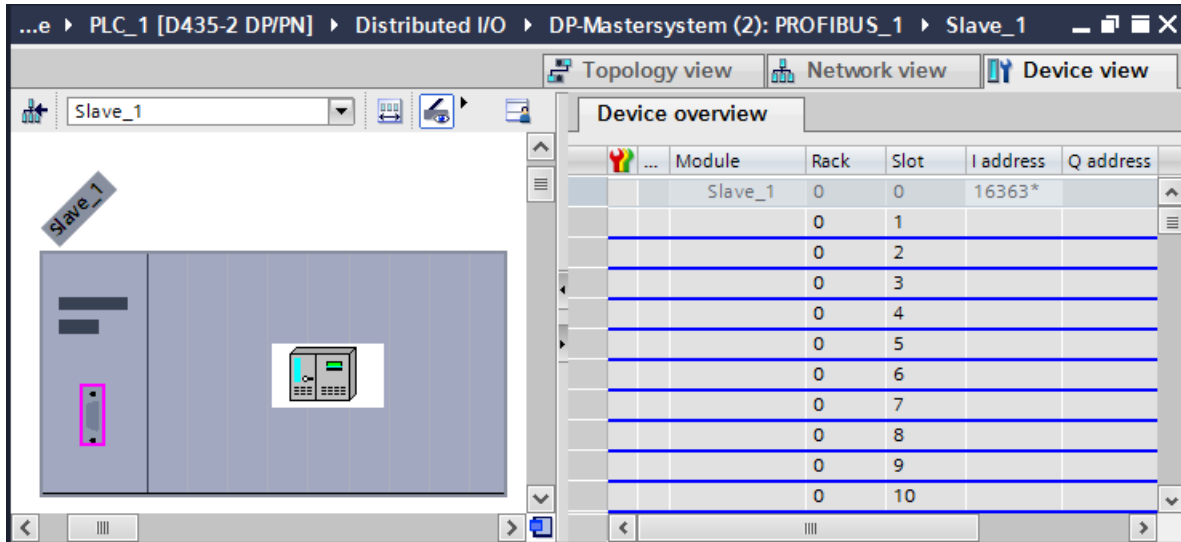 ...e ▸ PLC_1 [D435-2 DP/PN] ▸ Distributed I/O ▸ DP-Mastersystem (2): PROFIBUS_1 ▸ Slave_1
Topology view Network view Device view
Slave_1
Device overview
... Module Rack Slot I address Q address
Slave_1 0 0 16363*
0 1
0 2
0 3
0 4
0 5
0 6
0 7
0 8
0 9
0 10
Slave_1